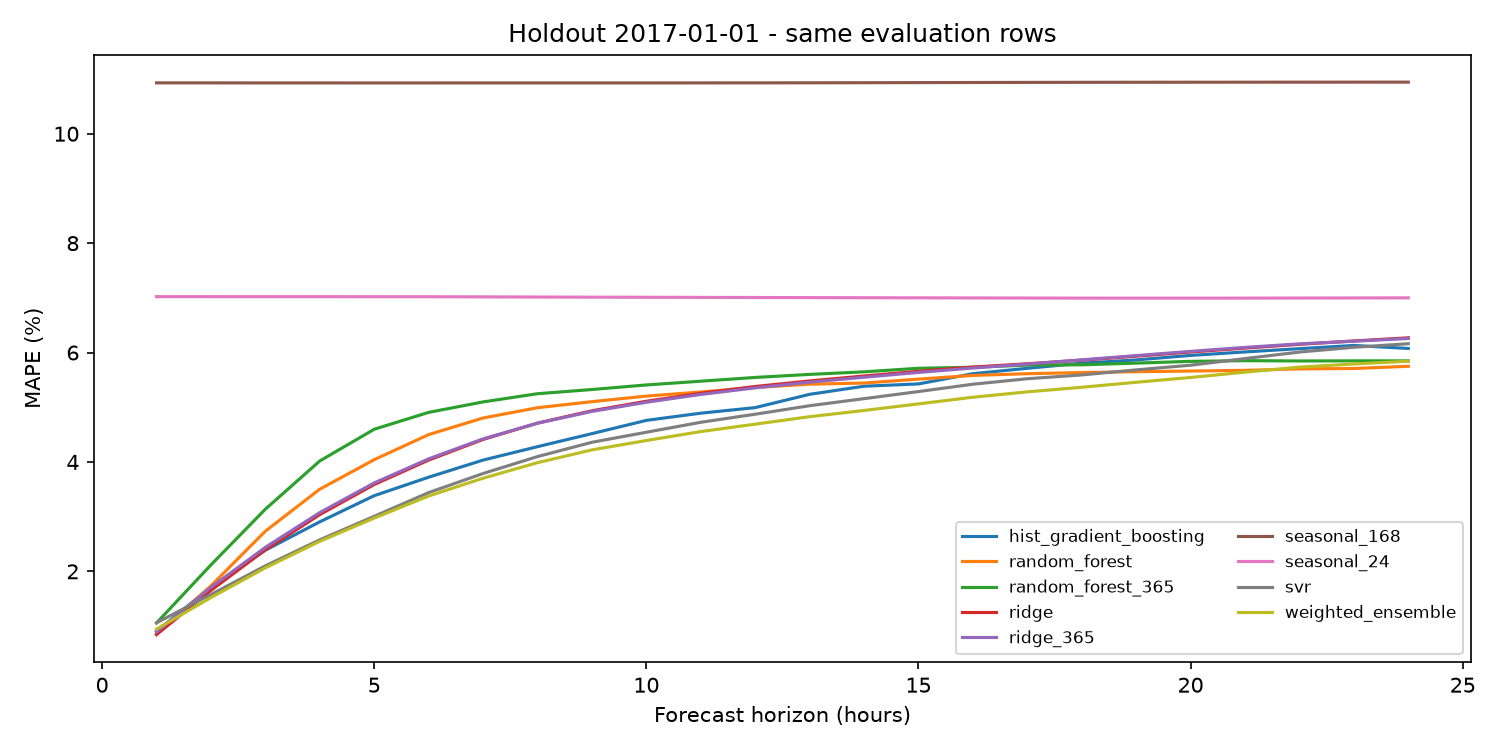 Holdout 2017-01-01 - same evaluation rows
MAPE (%)
10
8
6
4
2
0
5
10
15
20
25
Forecast horizon (hours)
hist_gradient_boosting
random_forest
random_forest_365
ridge
ridge_365
seasonal_168
seasonal_24
svr
weighted_ensemble